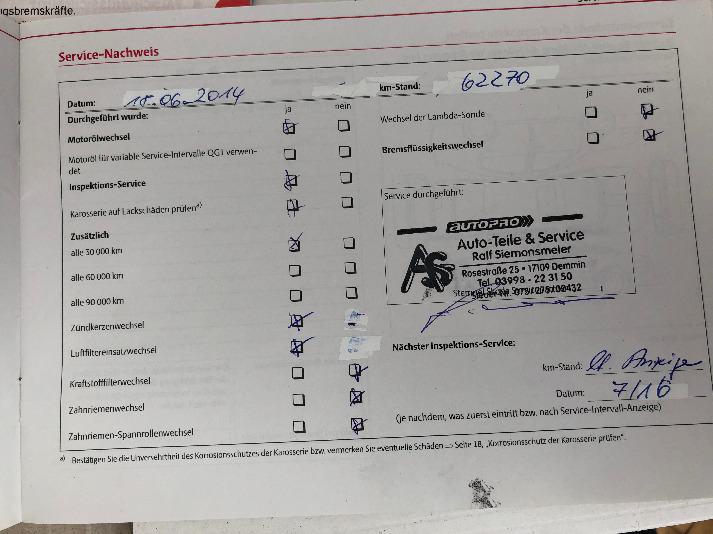 ugsbremskräfte.
Service-Nachweis
Datum: 18.06.2014
km-Stand: 62270
Durchgeführt wurde:
ja nein
ja nein
Motorölwechsel
Wechsel der Lambda-Sonde
Motoröl für variable Service-Intervalle QG1 verwen-
det
Bremsflüssigkeitswechsel
Inspektions-Service
Karosserie auf Lackschäden prüfen a)
Service durchgeführt:
Zusätzlich
alle 30 000 km
alle 60 000 km
alle 90 000 km
AUTOPRO
AS
Auto-Teile & Service
Ralf Siemonsmeier
Rosestraße 25 • 17109 Demmin
Tel. 03998 - 22 31 50
Zündkerzenwechsel
Luftfiltereinsatzwechsel
Kraftstofffilterwechsel
Zahnriemenwechsel
Zahnriemen-Spannrollenwechsel
Nächster Inspektions-Service:
km-Stand: lt. Anzeige
Datum: 7/16
(je nachdem, was zuerst eintritt bzw. nach Service-Intervall-Anzeige)
a) Bestätigen Sie die Unversehrtheit des Korrosionsschutzes der Karosserie bzw. vermerken Sie eventuelle Schäden => Seite 18, „Korrosionsschutz der Karosserie prüfen“.